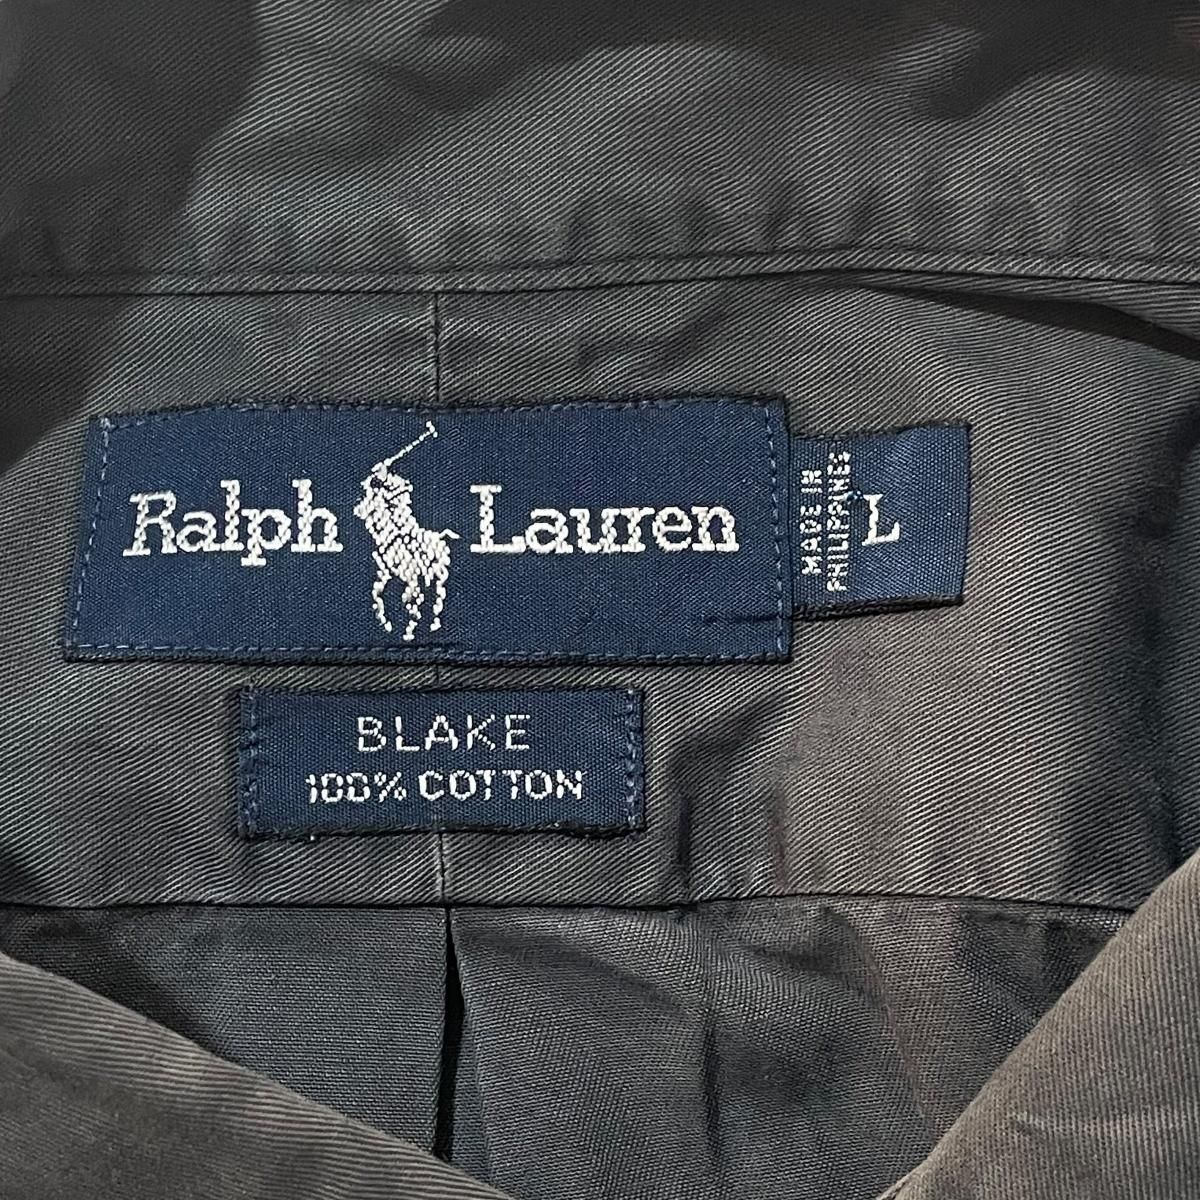 Ralph Lauren
MADE IN
PHILIPPINES
L
BLAKE
100% COTTON